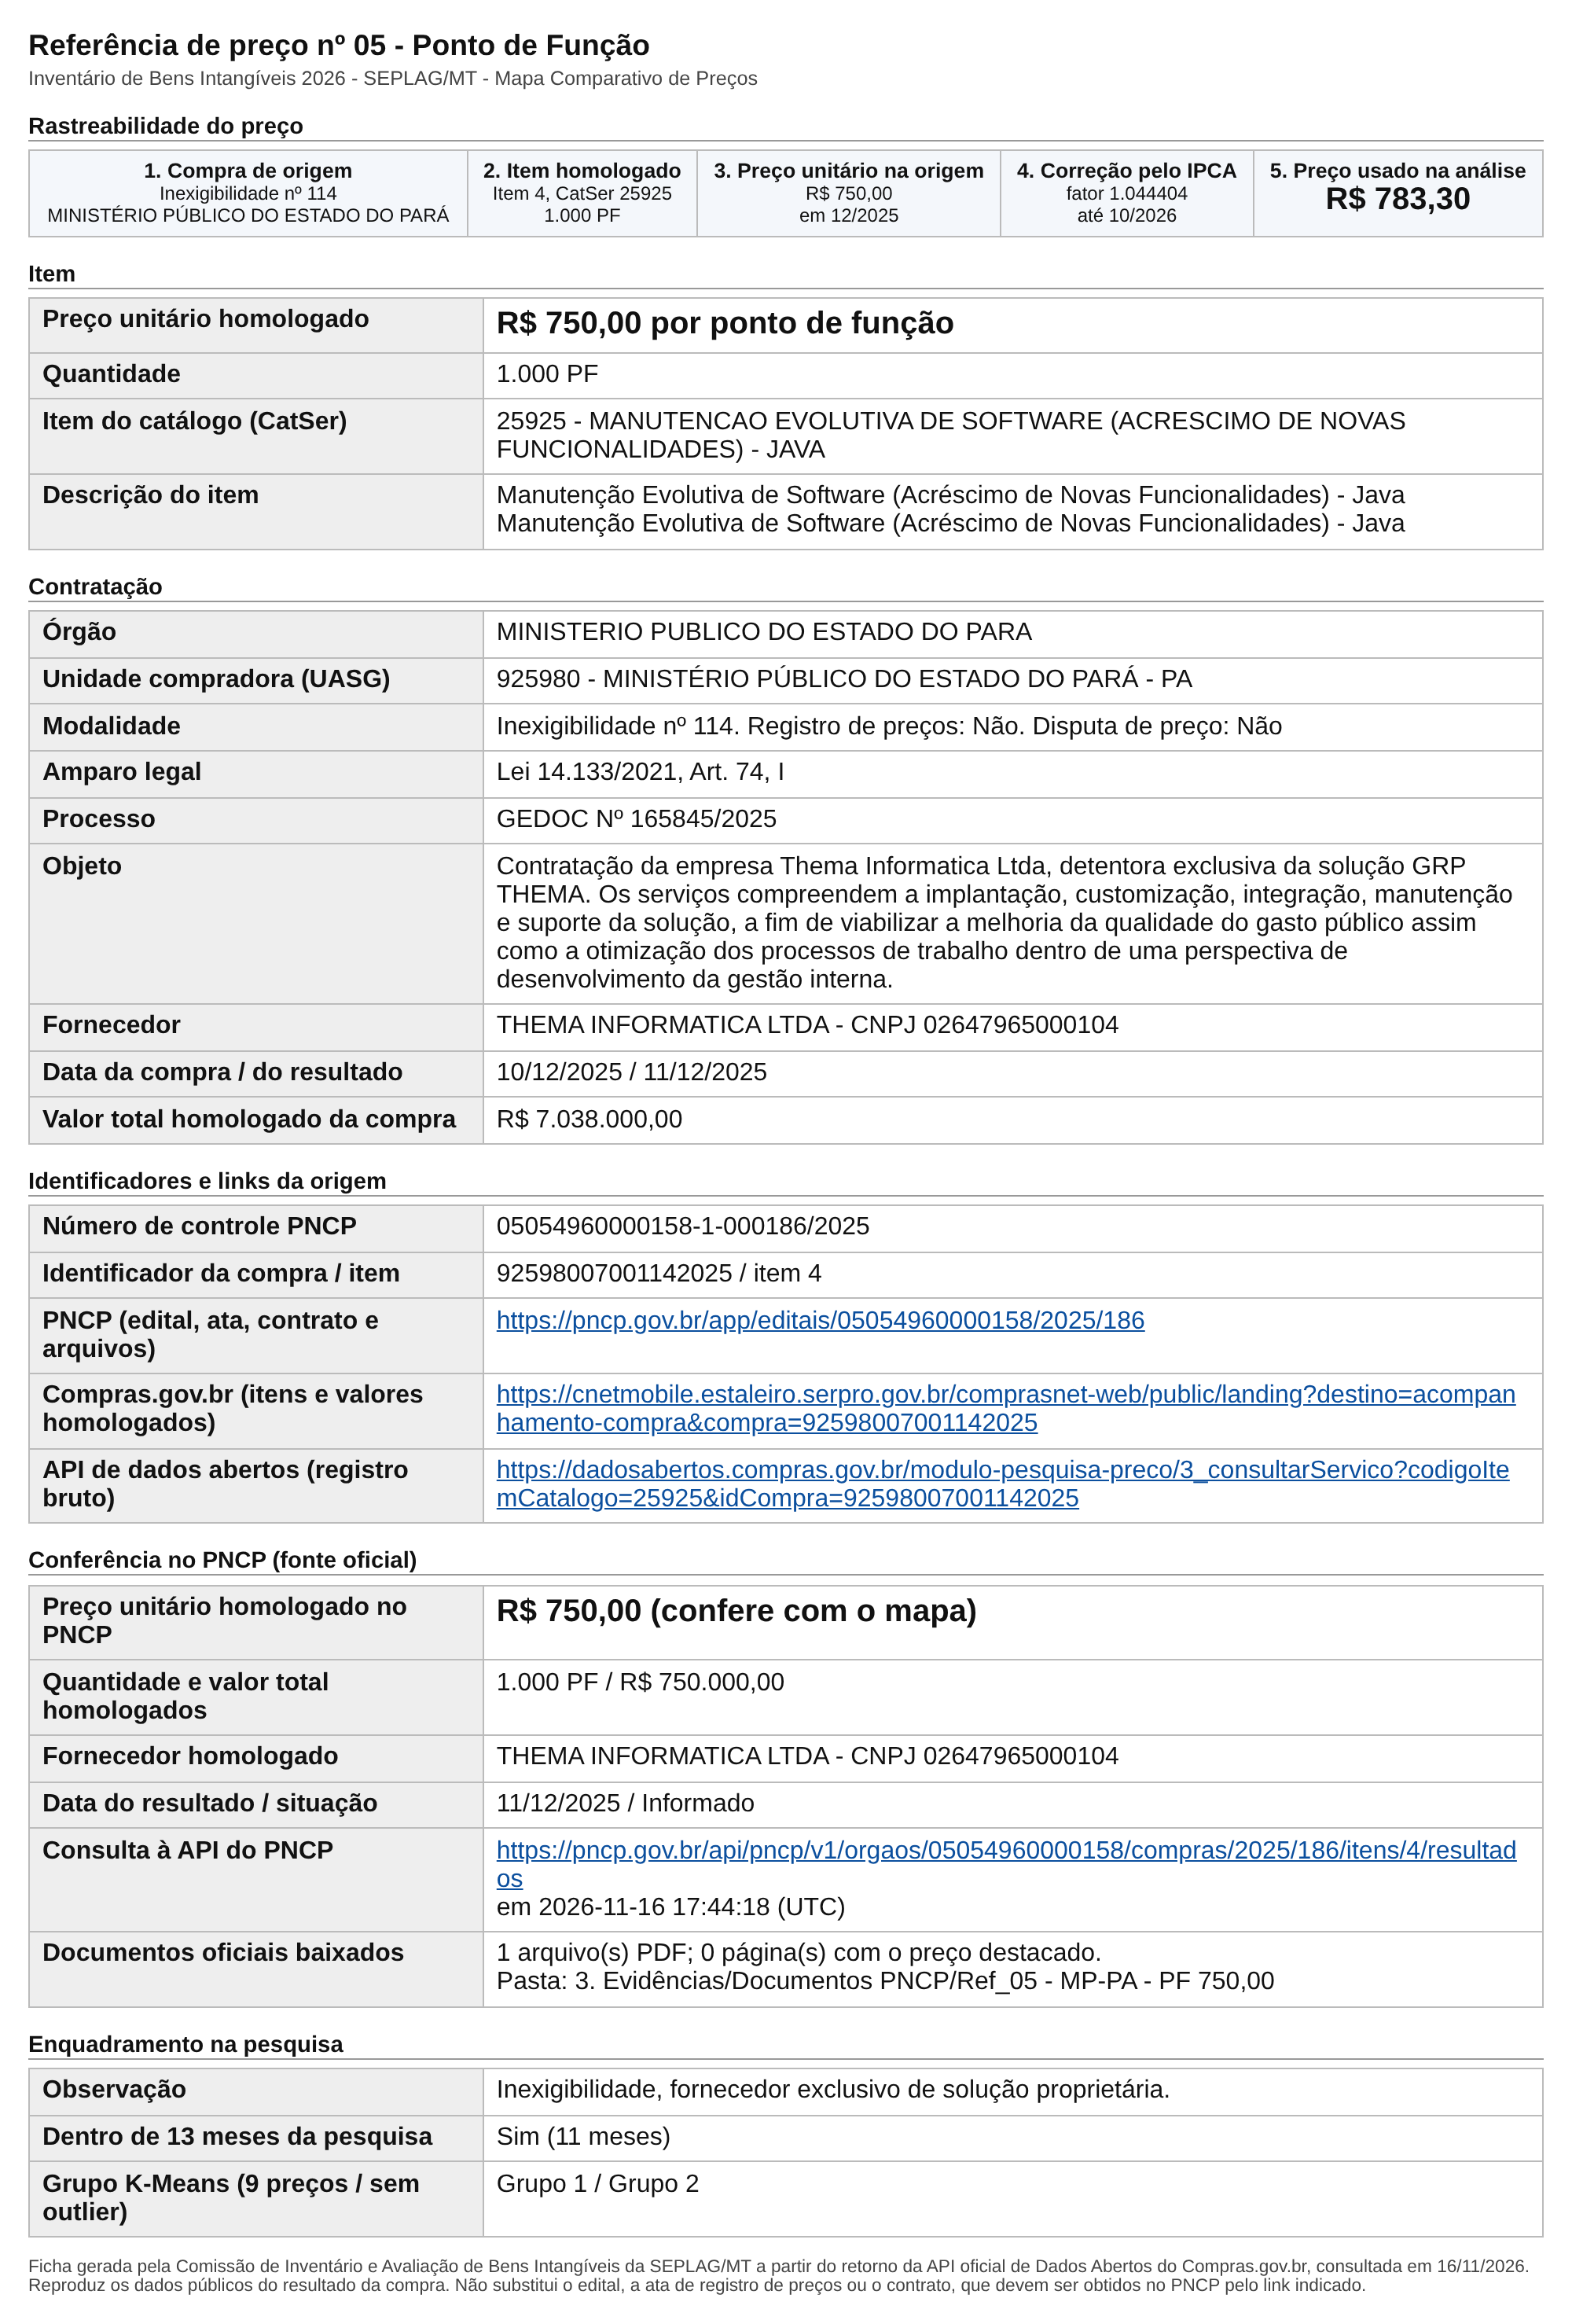 Referência de preço nº 05 - Ponto de Função
Inventário de Bens Intangíveis 2026 - SEPLAG/MT - Mapa Comparativo de Preços
Rastreabilidade do preço
1. Compra de origem
Inexigibilidade nº 114
MINISTÉRIO PÚBLICO DO ESTADO DO PARÁ
2. Item homologado
Item 4, CatSer 25925
1.000 PF
3. Preço unitário na origem
R$ 750,00
em 12/2025
4. Correção pelo IPCA
fator 1.044404
até 10/2026
5. Preço usado na análise
R$ 783,30
Item
Preço unitário homologado
R$ 750,00 por ponto de função
Quantidade
1.000 PF
Item do catálogo (CatSer)
25925 - MANUTENCAO EVOLUTIVA DE SOFTWARE (ACRESCIMO DE NOVAS
FUNCIONALIDADES) - JAVA
Descrição do item
Manutenção Evolutiva de Software (Acréscimo de Novas Funcionalidades) - Java
Manutenção Evolutiva de Software (Acréscimo de Novas Funcionalidades) - Java
Contratação
Órgão
MINISTERIO PUBLICO DO ESTADO DO PARA
Unidade compradora (UASG)
925980 - MINISTÉRIO PÚBLICO DO ESTADO DO PARÁ - PA
Modalidade
Inexigibilidade nº 114. Registro de preços: Não. Disputa de preço: Não
Amparo legal
Lei 14.133/2021, Art. 74, I
Processo
GEDOC Nº 165845/2025
Objeto
Contratação da empresa Thema Informatica Ltda, detentora exclusiva da solução GRP
THEMA. Os serviços compreendem a implantação, customização, integração, manutenção
e suporte da solução, a fim de viabilizar a melhoria da qualidade do gasto público assim
como a otimização dos processos de trabalho dentro de uma perspectiva de
desenvolvimento da gestão interna.
Fornecedor
THEMA INFORMATICA LTDA - CNPJ 02647965000104
Data da compra / do resultado
10/12/2025 / 11/12/2025
Valor total homologado da compra
R$ 7.038.000,00
Identificadores e links da origem
Número de controle PNCP
05054960000158-1-000186/2025
Identificador da compra / item
92598007001142025 / item 4
PNCP (edital, ata, contrato e
arquivos)
https://pncp.gov.br/app/editais/05054960000158/2025/186
Compras.gov.br (itens e valores
homologados)
https://cnetmobile.estaleiro.serpro.gov.br/comprasnet-web/public/landing?destino=acompan
hamento-compra&compra=92598007001142025
API de dados abertos (registro
bruto)
https://dadosabertos.compras.gov.br/modulo-pesquisa-preco/3_consultarServico?codigoIte
mCatalogo=25925&idCompra=92598007001142025
Conferência no PNCP (fonte oficial)
Preço unitário homologado no
PNCP
R$ 750,00 (confere com o mapa)
Quantidade e valor total
homologados
1.000 PF / R$ 750.000,00
Fornecedor homologado
THEMA INFORMATICA LTDA - CNPJ 02647965000104
Data do resultado / situação
11/12/2025 / Informado
Consulta à API do PNCP
https://pncp.gov.br/api/pncp/v1/orgaos/05054960000158/compras/2025/186/itens/4/resultad
os
em 2026-11-16 17:44:18 (UTC)
Documentos oficiais baixados
1 arquivo(s) PDF; 0 página(s) com o preço destacado.
Pasta: 3. Evidências/Documentos PNCP/Ref_05 - MP-PA - PF 750,00
Enquadramento na pesquisa
Observação
Inexigibilidade, fornecedor exclusivo de solução proprietária.
Dentro de 13 meses da pesquisa
Sim (11 meses)
Grupo K-Means (9 preços / sem
outlier)
Grupo 1 / Grupo 2
Ficha gerada pela Comissão de Inventário e Avaliação de Bens Intangíveis da SEPLAG/MT a partir do retorno da API oficial de Dados Abertos do Compras.gov.br, consultada em 16/11/2026.
Reproduz os dados públicos do resultado da compra. Não substitui o edital, a ata de registro de preços ou o contrato, que devem ser obtidos no PNCP pelo link indicado.